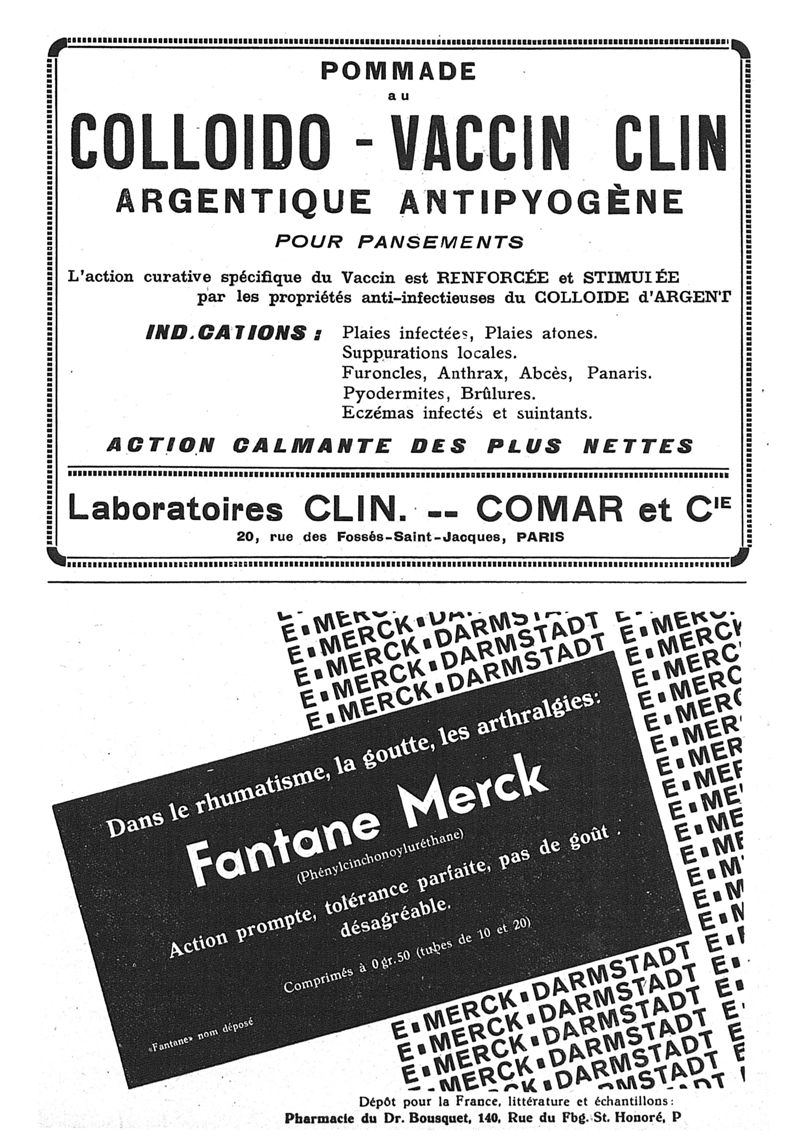 POMMADE
au
COLLOIDO - VACCIN CLIN
ARGENTIQUE ANTIPYOGÈNE
POUR PANSEMENTS
L'action curative spécifique du Vaccin est RENFORCÉE et STIMUIÉE
par les propriétés anti-infectieuses du COLLOIDE d'ARGENT
IND.CATIONS : Plaies infectées, Plaies atones.
Suppurations locales.
Furoncles, Anthrax, Abcès, Panaris.
Pyodermites, Brûlures.
Eczémas infectés et suintants.
ACTION CALMANTE DES PLUS NETTES
Laboratoires CLIN. -- COMAR et CIE
20, rue des Fossés-Saint-Jacques, PARIS
E·MERCK·DARMSTADT
E·MERCK·DARMSTADT
E·MERCK·DARMSTADT
E·MERCK·DARMSTADT
E·MERCK·DARMSTADT
Dans le rhumatisme, la goutte, les arthralgies:
Fantane Merck
(Phénylcinchonoyluréthane)
Action prompte, tolérance parfaite, pas de goût
désagréable.
Comprimés à 0 gr. 50 (tubes de 10 et 20)
«Fantane» nom déposé
E·MERCK·DARMSTADT
E·MERCK·DARMSTADT
E·MERCK·DARMSTADT
E·MERCK·DARMSTADT
Dépôt pour la France, littérature et échantillons:
Pharmacie du Dr. Bousquet, 140, Rue du Fbg. St. Honoré, P